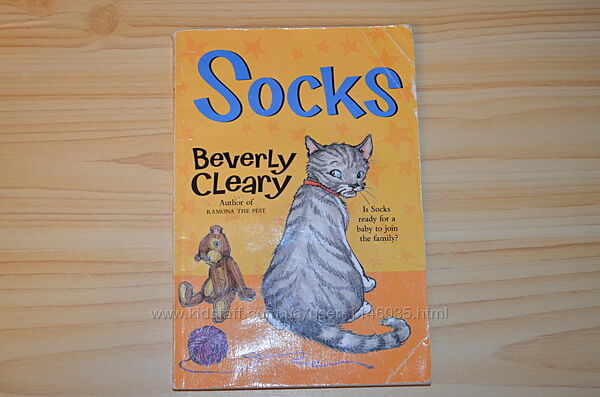 Socks
Beverly
Cleary
Author of
RAMONA THE PEST
Is Socks
ready for a
baby to join
the family?